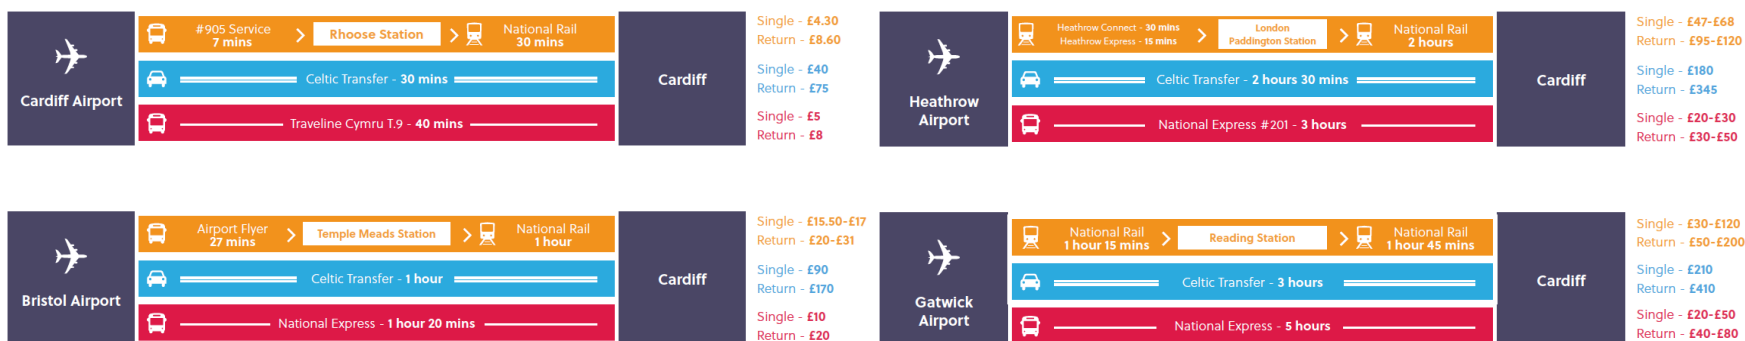 Cardiff Airport
#905 Service
7 mins
Rhoose Station
National Rail
30 mins
Celtic Transfer - 30 mins
Traveline Cymru T.9 - 40 mins
Cardiff
Single - £4.30
Return - £8.60
Single - £40
Return - £75
Single - £5
Return - £8
Heathrow
Airport
Heathrow Connect - 30 mins
Heathrow Express - 15 mins
London
Paddington Station
National Rail
2 hours
Celtic Transfer - 2 hours 30 mins
National Express #201 - 3 hours
Cardiff
Single - £47-£68
Return - £95-£120
Single - £180
Return - £345
Single - £20-£30
Return - £30-£50
Bristol Airport
Airport Flyer
27 mins
Temple Meads Station
National Rail
1 hour
Celtic Transfer - 1 hour
National Express - 1 hour 20 mins
Cardiff
Single - £15.50-£17
Return - £20-£31
Single - £90
Return - £170
Single - £10
Return - £20
Gatwick
Airport
National Rail
1 hour 15 mins
Reading Station
National Rail
1 hour 45 mins
Celtic Transfer - 3 hours
National Express - 5 hours
Cardiff
Single - £30-£120
Return - £50-£200
Single - £210
Return - £410
Single - £20-£50
Return - £40-£80